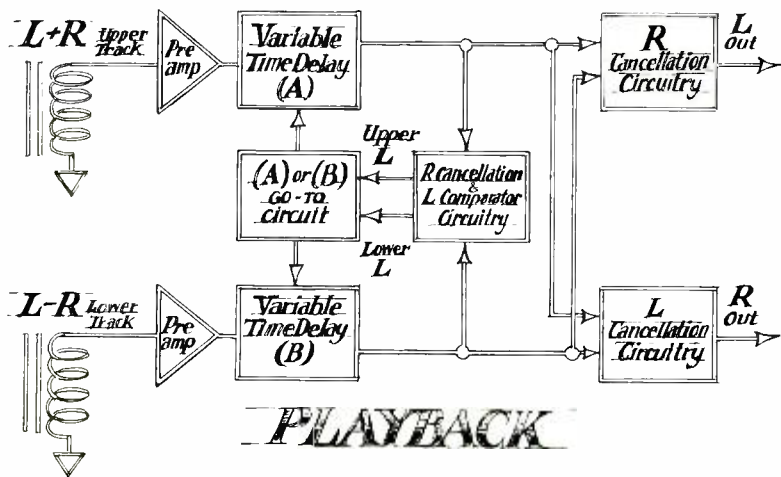 L+R Upper Track
Pre amp
Variable
Time Delay
(A)
R
Cancellation
Circuitry
L
Out
(A) or (B)
GO-TO
circuit
Upper
L
Lower
L
R cancellation
&
L Comparator
Circuitry
L-R Lower Track
Pre amp
Variable
Time Delay
(B)
L
Cancellation
Circuitry
R
Out
PLAYBACK